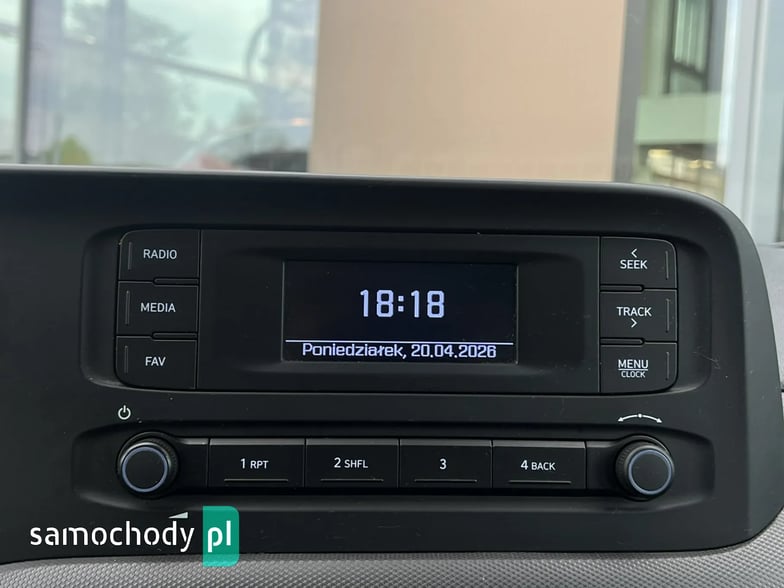 RADIO
MEDIA
FAV
18:18
Poniedziałek, 20.04.2026
< SEEK
TRACK >
MENU
CLOCK
1 RPT
2 SHFL
3
4 BACK
samochody pl